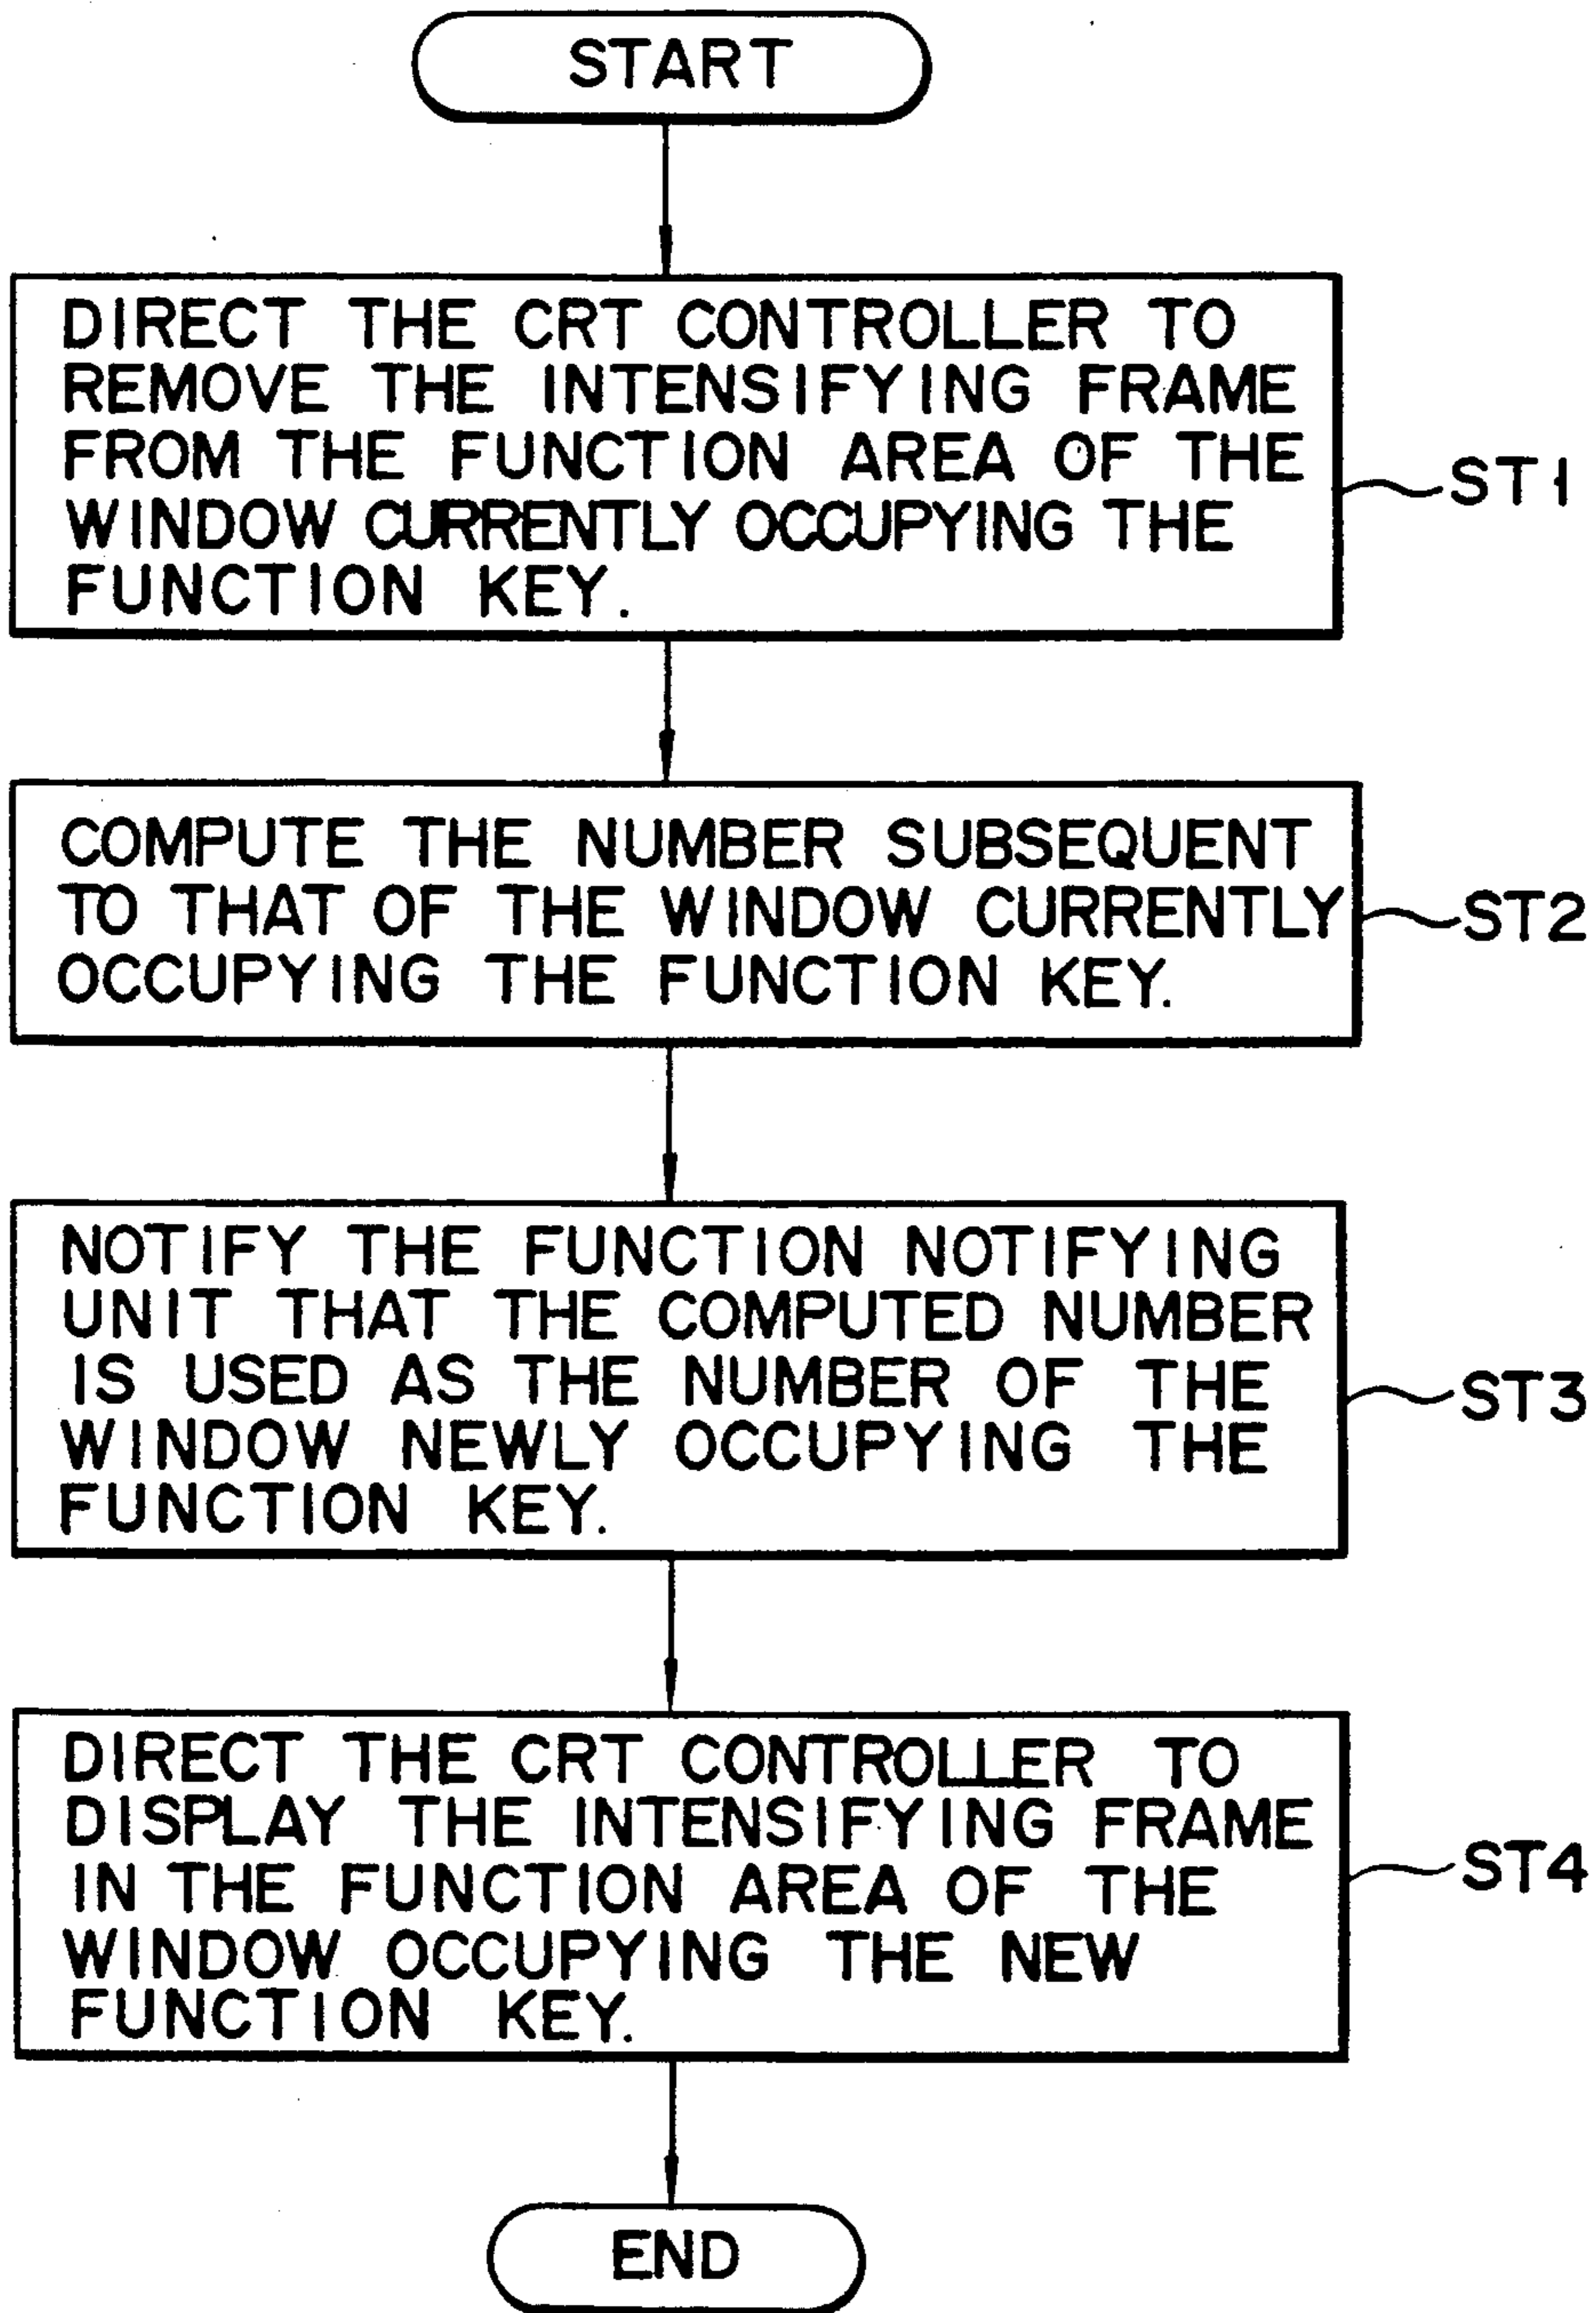 START
DIRECT THE CRT CONTROLLER TO
REMOVE THE INTENSIFYING FRAME
FROM THE FUNCTION AREA OF THE
WINDOW CURRENTLY OCCUPYING THE
FUNCTION KEY.
ST1
COMPUTE THE NUMBER SUBSEQUENT
TO THAT OF THE WINDOW CURRENTLY
OCCUPYING THE FUNCTION KEY.
ST2
NOTIFY THE FUNCTION NOTIFYING
UNIT THAT THE COMPUTED NUMBER
IS USED AS THE NUMBER OF THE
WINDOW NEWLY OCCUPYING THE
FUNCTION KEY.
ST3
DIRECT THE CRT CONTROLLER TO
DISPLAY THE INTENSIFYING FRAME
IN THE FUNCTION AREA OF THE
WINDOW OCCUPYING THE NEW
FUNCTION KEY.
ST4
END